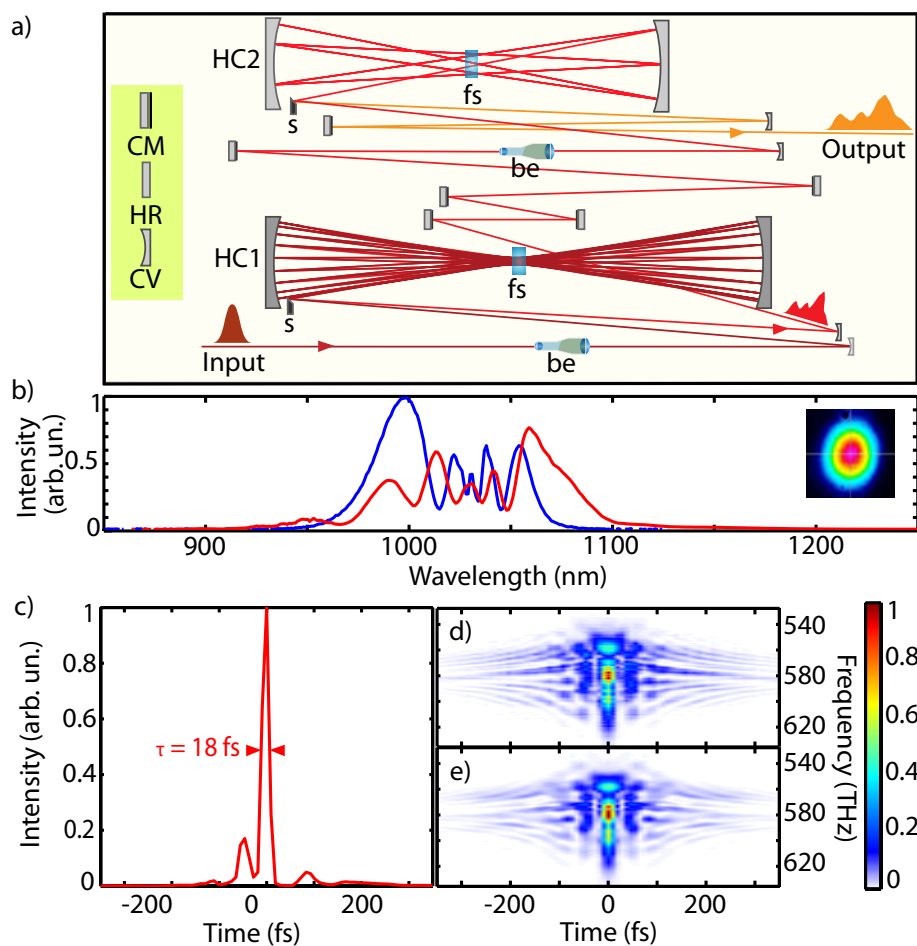 a)
HC2
fs
s
CM
HR
CV
be
Output
HC1
fs
s
Input
be
b)
Intensity
(arb. un.)
1
0.5
0
900
1000
1100
1200
Wavelength (nm)
c)
Intensity (arb. un.)
1
0.8
0.6
0.4
0.2
0
τ = 18 fs
-200
0
200
Time (fs)
d)
540
580
620
e)
540
580
620
Frequency (THz)
-200
0
200
Time (fs)
1
0.8
0.6
0.4
0.2
0